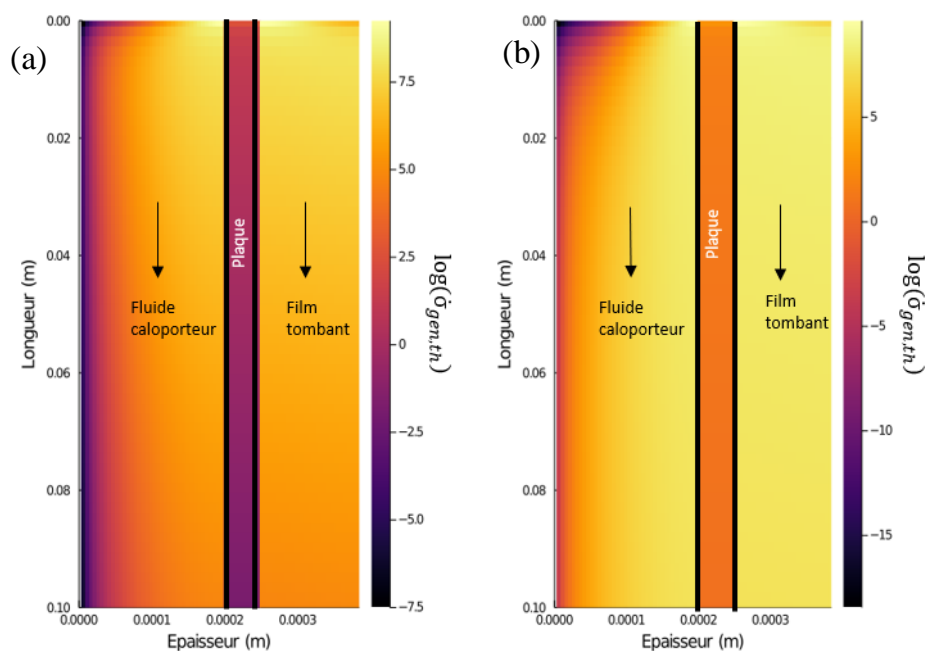 (a)
0.00
0.02
0.04
0.06
0.08
0.10
Longueur (m)
0.0000
0.0001
0.0002
0.0003
Epaisseur (m)
Fluide
caloporteur
Plaque
Film
tombant
7.5
5.0
2.5
0
−2.5
−5.0
−7.5
log(σ̇gen,th)
(b)
0.00
0.02
0.04
0.06
0.08
0.10
Longueur (m)
0.0000
0.0001
0.0002
0.0003
Epaisseur (m)
Fluide
caloporteur
Plaque
Film
tombant
5
0
−5
−10
−15
log(σ̇gen,th)